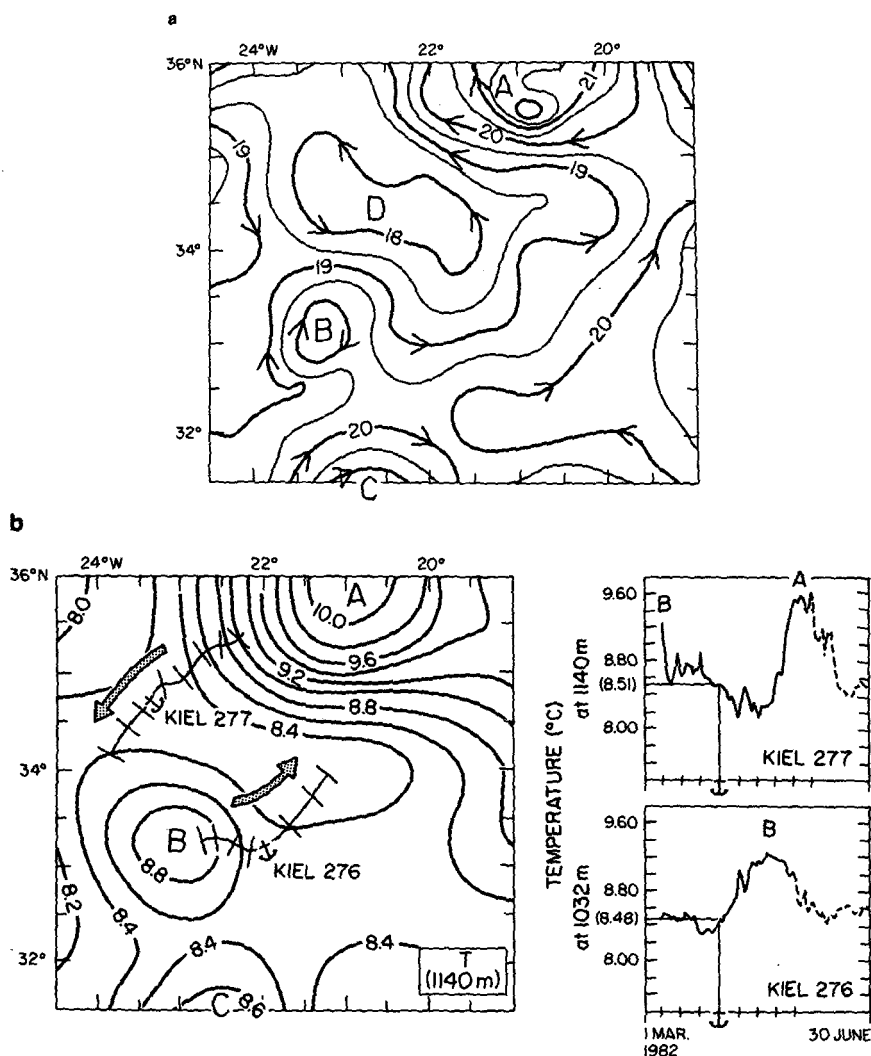 a
24°W 22° 20°
36°N
A
21
20
19
19
D
18
34°
19
B
20
32°
20
C
b
24°W 22° 20°
36°N
8.0
A
10.0
9.6
9.2
8.8
KIEL 277
8.4
34°
B
8.8
KIEL 276
8.2
8.4
32°
8.4
8.4
C
8.6
T
(1140m)
TEMPERATURE (°C)
at 1140m
9.60
8.80
(8.51)
8.00
B
A
KIEL 277
at 1032m
9.60
8.80
(8.48)
8.00
B
KIEL 276
1 MAR.
1982
30 JUNE